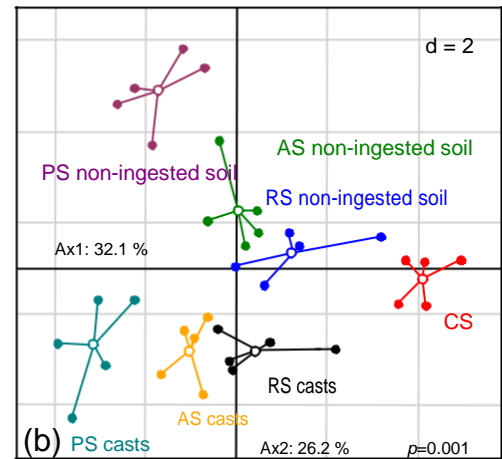 d = 2
AS non-ingested soil
PS non-ingested soil
RS non-ingested soil
Ax1: 32.1 %
CS
RS casts
AS casts
(b)
PS casts
Ax2: 26.2 %
p=0.001